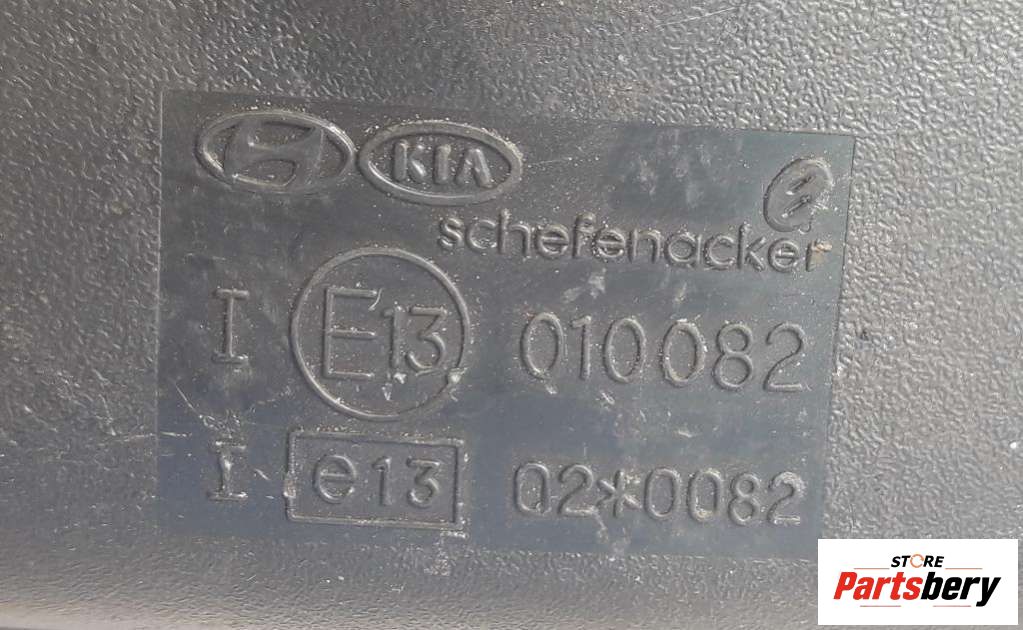 KIA
schefenacker
I E13 010082
I e13 02*0082
STORE
Partsbery